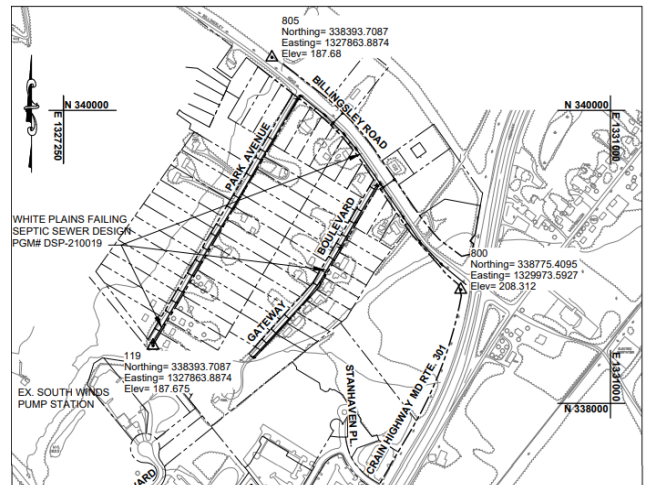 805
Northing= 338393.7087
Easting= 1327863.8874
Elev= 187.68
N 340000
E 1327250
BILLINGSLEY ROAD
N 340000
E 1331000
PARK AVENUE
WHITE PLAINS FAILING
SEPTIC SEWER DESIGN
PGM# DSP-210019
BOULEVARD
GATEWAY
800
Northing= 338775.4095
Easting= 1329973.5927
Elev= 208.312
119
Northing= 338393.7087
Easting= 1327863.8874
Elev= 187.675
EX. SOUTH WINDS
PUMP STATION
STANHAVEN PL.
CRAIN HIGHWAY MD RTE. 301
E 1331000
N 338000